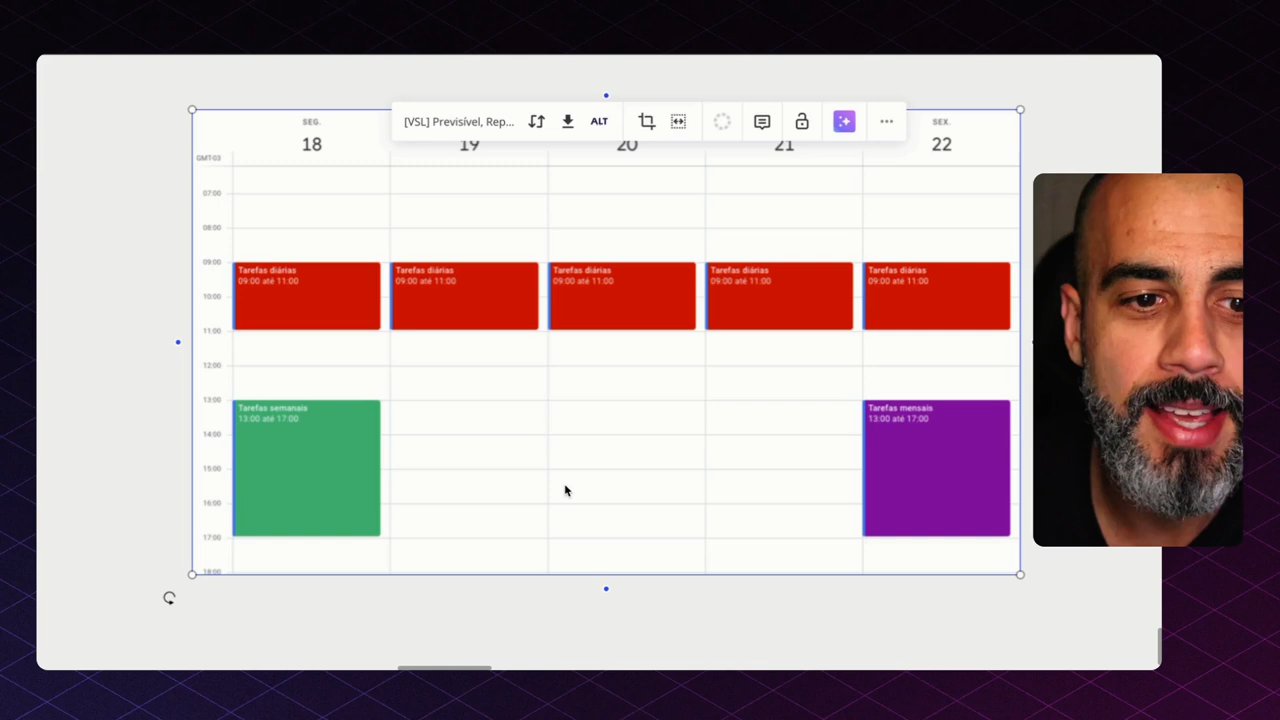 [VSL] Previsível, Rep...
ALT
SEG.
18
19
20
21
SEX.
22
GMT-03
07:00
08:00
09:00
10:00
11:00
12:00
13:00
14:00
15:00
16:00
17:00
18:00
Tarefas diárias
09:00 até 11:00
Tarefas diárias
09:00 até 11:00
Tarefas diárias
09:00 até 11:00
Tarefas diárias
09:00 até 11:00
Tarefas diárias
09:00 até 11:00
Tarefas semanais
13:00 até 17:00
Tarefas mensais
13:00 até 17:00